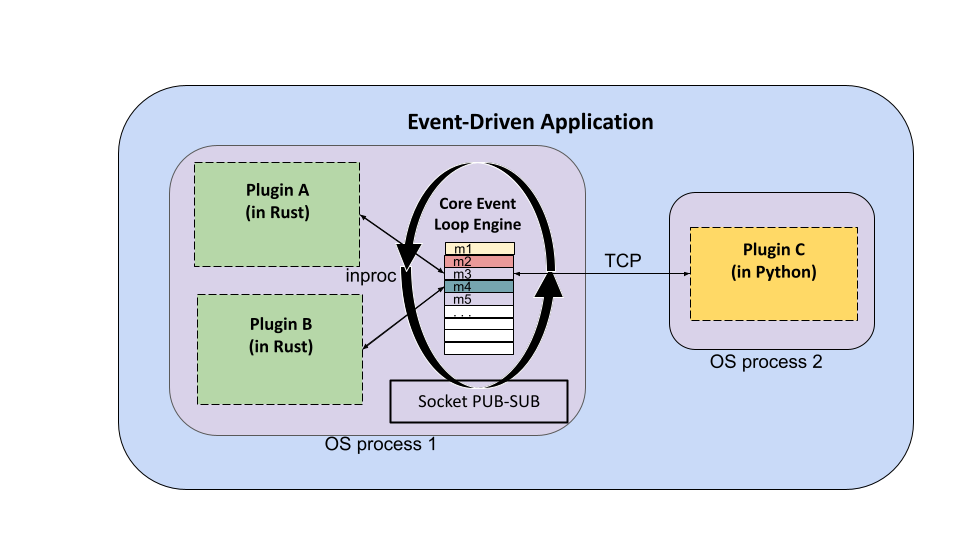 Event-Driven Application
Plugin A
(in Rust)
Core Event
Loop Engine
m1
m2
m3
m4
m5
. . .
inproc
TCP
Plugin B
(in Rust)
Plugin C
(in Python)
Socket PUB-SUB
OS process 1
OS process 2